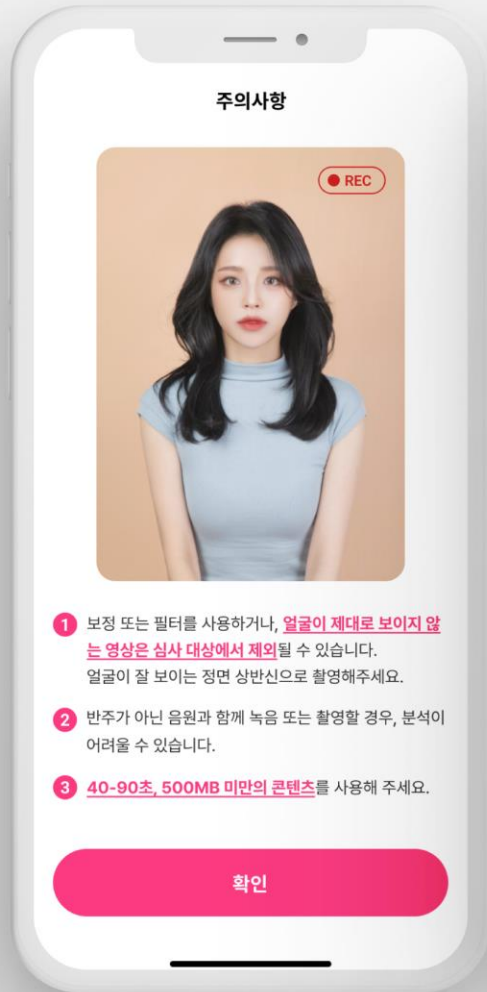 주의사항
REC
1 보정 또는 필터를 사용하거나, 얼굴이 제대로 보이지 않
는 영상은 심사 대상에서 제외될 수 있습니다.
얼굴이 잘 보이는 정면 상반신으로 촬영해주세요.
2 반주가 아닌 음원과 함께 녹음 또는 촬영할 경우, 분석이
어려울 수 있습니다.
3 40-90초, 500MB 미만의 콘텐츠를 사용해 주세요.
확인